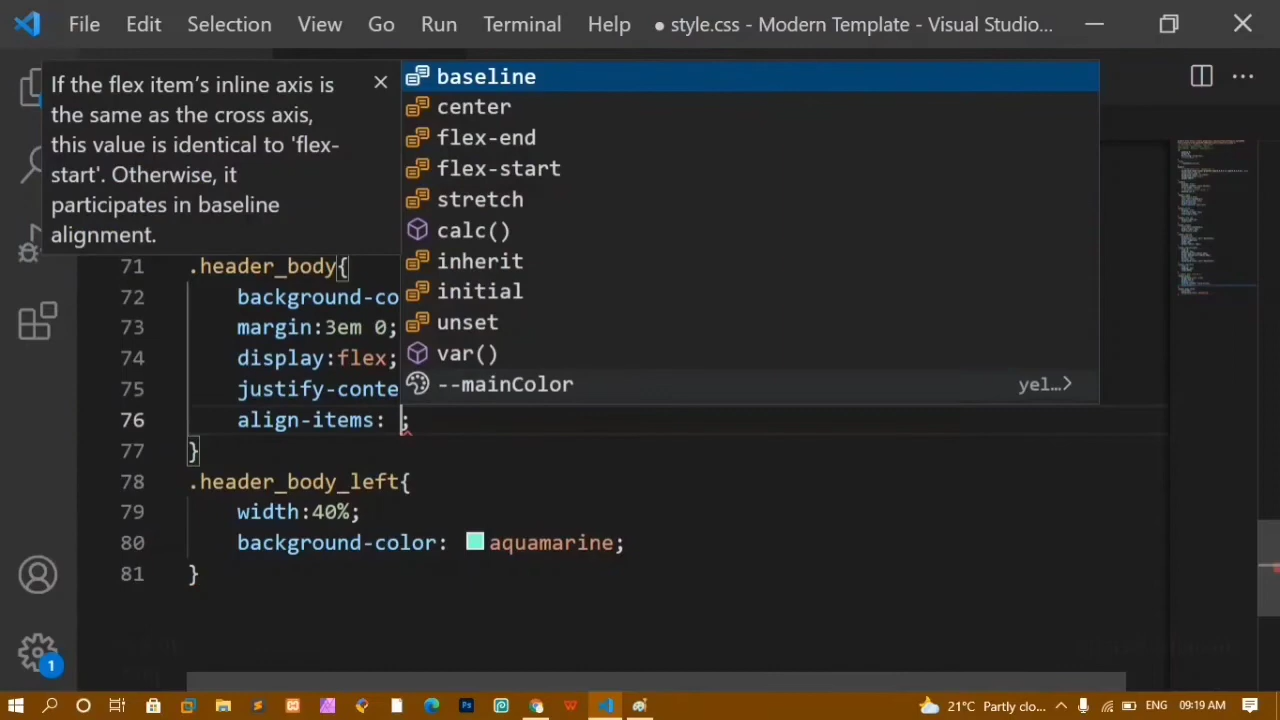 File Edit Selection View Go Run Terminal Help ● style.css - Modern Template - Visual Studio...
If the flex item's inline axis is
the same as the cross axis,
this value is identical to 'flex-
start'. Otherwise, it
participates in baseline
alignment.
baseline
center
flex-end
flex-start
stretch
calc()
inherit
initial
unset
var()
--mainColor yel...>
71 .header_body{
72 background-co
73 margin:3em 0;
74 display:flex;
75 justify-conte
76 align-items: ;
77 }
78 .header_body_left{
79 width:40%;
80 background-color: aquamarine;
81 }
1
21°C Partly clo... ENG 09:19 AM